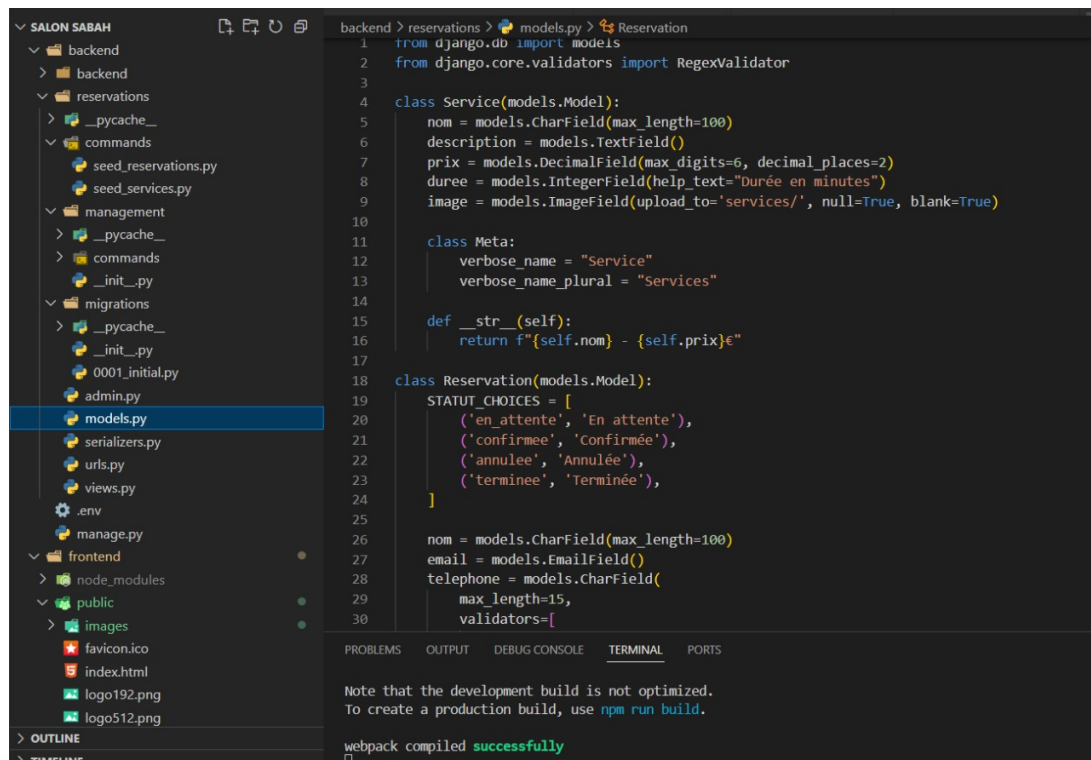 SALON SABAH
backend
backend
reservations
__pycache__
commands
seed_reservations.py
seed_services.py
management
__pycache__
commands
__init__.py
migrations
__pycache__
__init__.py
0001_initial.py
admin.py
models.py
serializers.py
urls.py
views.py
.env
manage.py
frontend
node_modules
public
images
favicon.ico
index.html
logo192.png
logo512.png
OUTLINE
TIMELINE
backend > reservations > models.py > Reservation
1 from django.db import models
2 from django.core.validators import RegexValidator
3
4 class Service(models.Model):
5 nom = models.CharField(max_length=100)
6 description = models.TextField()
7 prix = models.DecimalField(max_digits=6, decimal_places=2)
8 duree = models.IntegerField(help_text="Durée en minutes")
9 image = models.ImageField(upload_to='services/', null=True, blank=True)
10
11 class Meta:
12 verbose_name = "Service"
13 verbose_name_plural = "Services"
14
15 def __str__(self):
16 return f"{self.nom} - {self.prix}€"
17
18 class Reservation(models.Model):
19 STATUT_CHOICES = [
20 ('en_attente', 'En attente'),
21 ('confirmee', 'Confirmée'),
22 ('annulee', 'Annulée'),
23 ('terminee', 'Terminée'),
24 ]
25
26 nom = models.CharField(max_length=100)
27 email = models.EmailField()
28 telephone = models.CharField(
29 max_length=15,
30 validators=[
PROBLEMS OUTPUT DEBUG CONSOLE TERMINAL PORTS
Note that the development build is not optimized.
To create a production build, use npm run build.
webpack compiled successfully